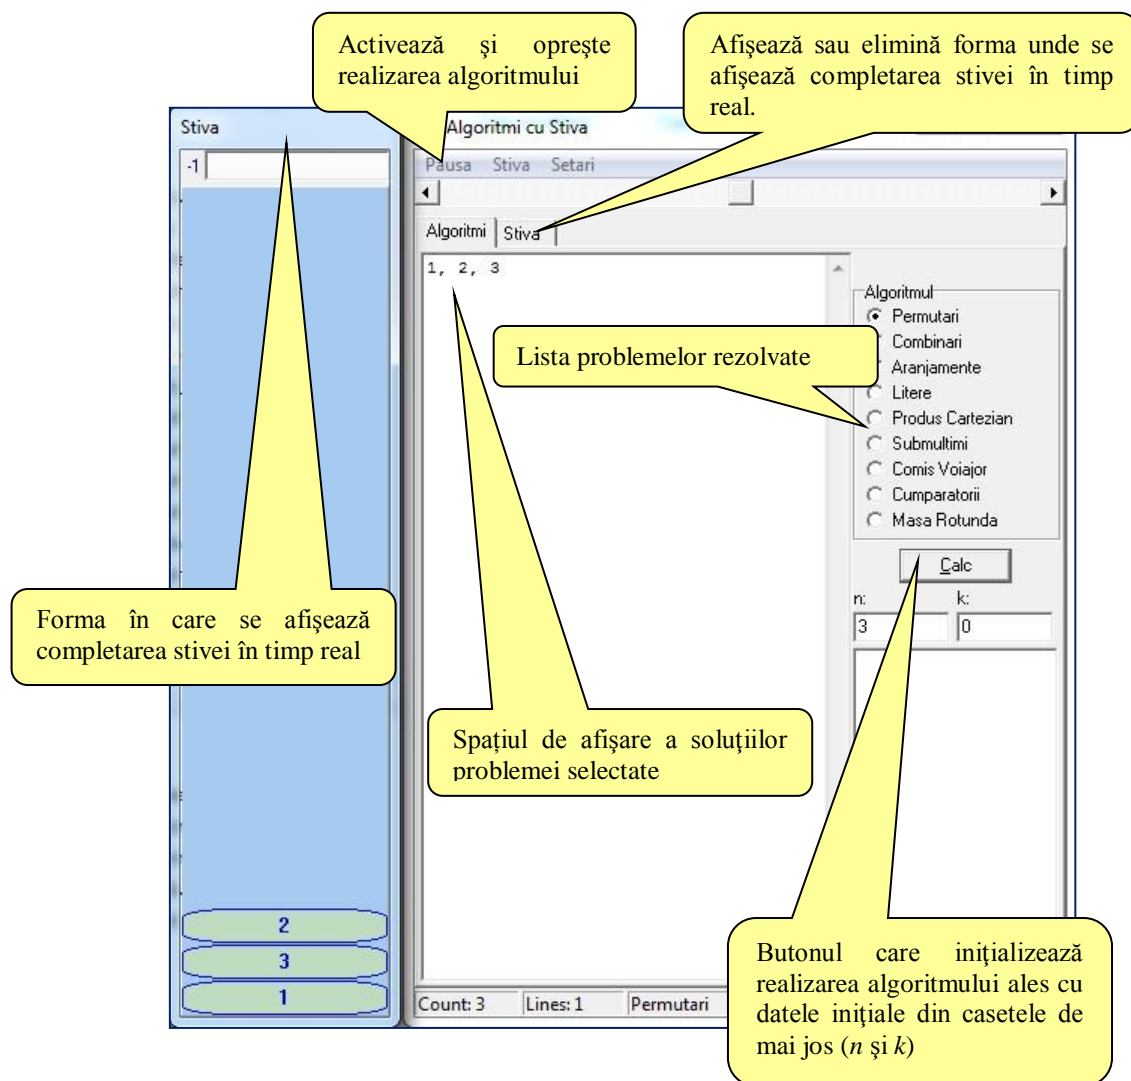 Activează şi opreşte
realizarea algoritmului
Afişează sau elimină forma unde se
afişează completarea stivei în timp
real.
Stiva
Algoritmi cu Stiva
-1
Pausa Stiva Setari
Algoritmi Stiva
1, 2, 3
Algoritmul
Permutari
Combinari
Aranjamente
Litere
Produs Cartezian
Submultimi
Comis Voiajor
Cumparatorii
Masa Rotunda
Lista problemelor rezolvate
Calc
n: k:
3 0
Forma în care se afişează
completarea stivei în timp real
Spațiul de afişare a soluţiilor
problemei selectate
2
3
1
Butonul care iniţializează
realizarea algoritmului ales cu
datele iniţiale din casetele de
mai jos (n şi k)
Count: 3 Lines: 1 Permutari